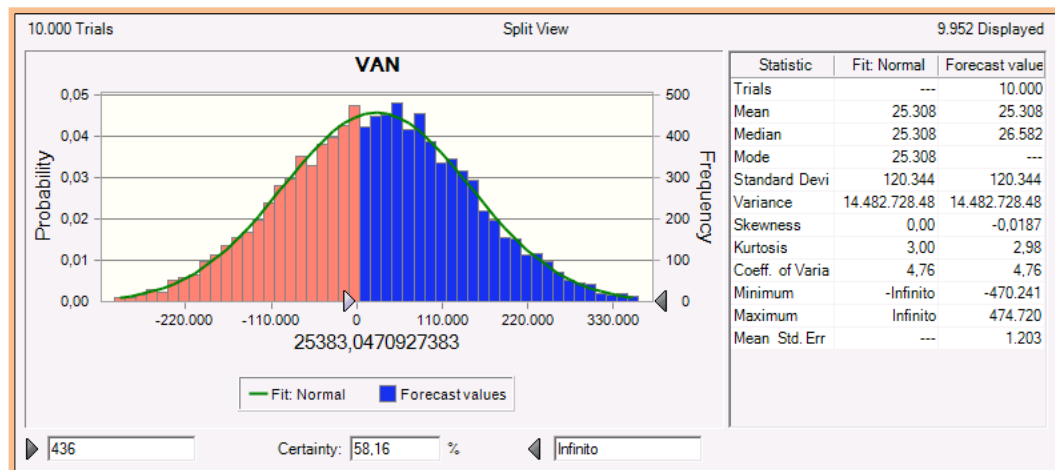 10.000 Trials Split View 9.952 Displayed
VAN
Probability
0,05
0,04
0,03
0,02
0,01
0,00
500
400
300
200
100
0
Frequency
-220.000 -110.000 0 110.000 220.000 330.000
25383,0470927383
Fit: Normal Forecast values
Statistic Fit: Normal Forecast value
Trials --- 10.000
Mean 25.308 25.308
Median 25.308 26.582
Mode 25.308 ---
Standard Devi 120.344 120.344
Variance 14.482.728.48 14.482.728.48
Skewness 0,00 -0,0187
Kurtosis 3,00 2,98
Coeff. of Varia 4,76 4,76
Minimum -Infinito -470.241
Maximum Infinito 474.720
Mean Std. Err --- 1.203
436 Certainty: 58,16 % Infinito